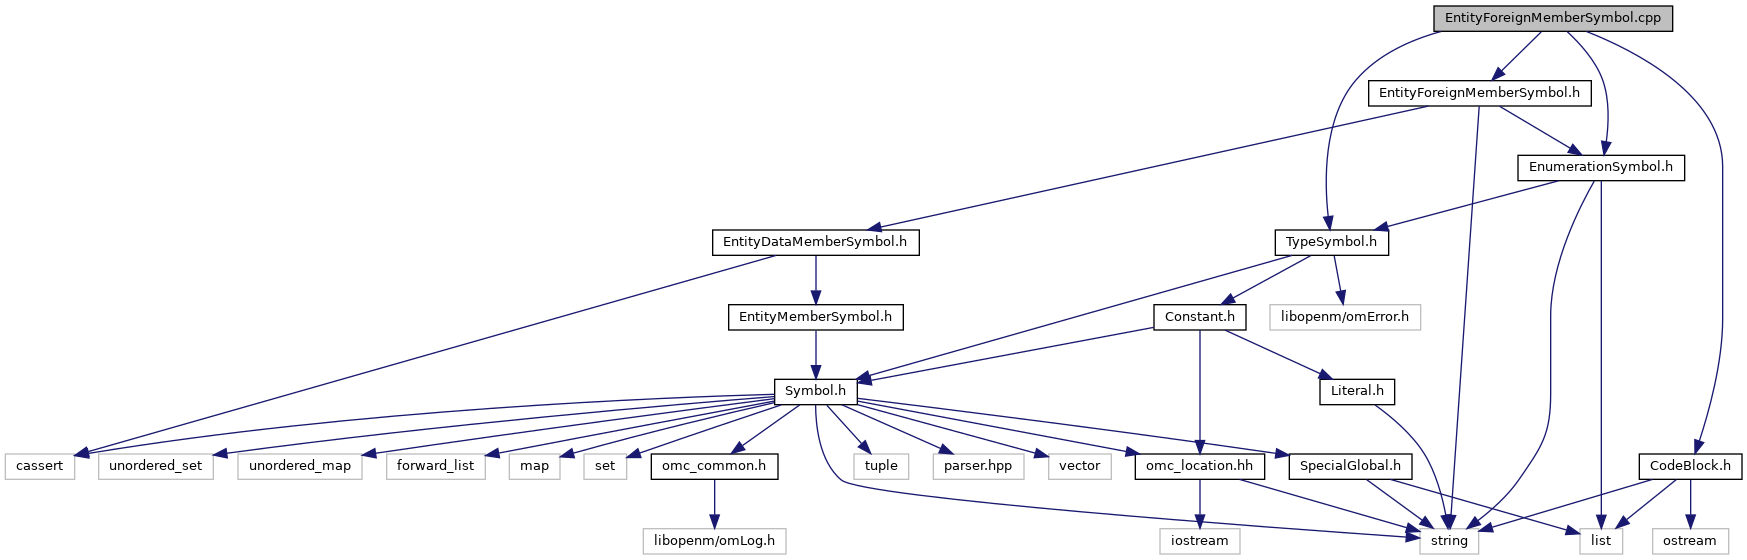 EntityForeignMemberSymbol.cpp
EntityForeignMemberSymbol.h
EnumerationSymbol.h
EntityDataMemberSymbol.h
TypeSymbol.h
EntityMemberSymbol.h
Constant.h
libopenm/omError.h
Symbol.h
Literal.h
cassert
unordered_set
unordered_map
forward_list
map
set
omc_common.h
tuple
parser.hpp
vector
omc_location.hh
SpecialGlobal.h
CodeBlock.h
libopenm/omLog.h
iostream
string
list
ostream